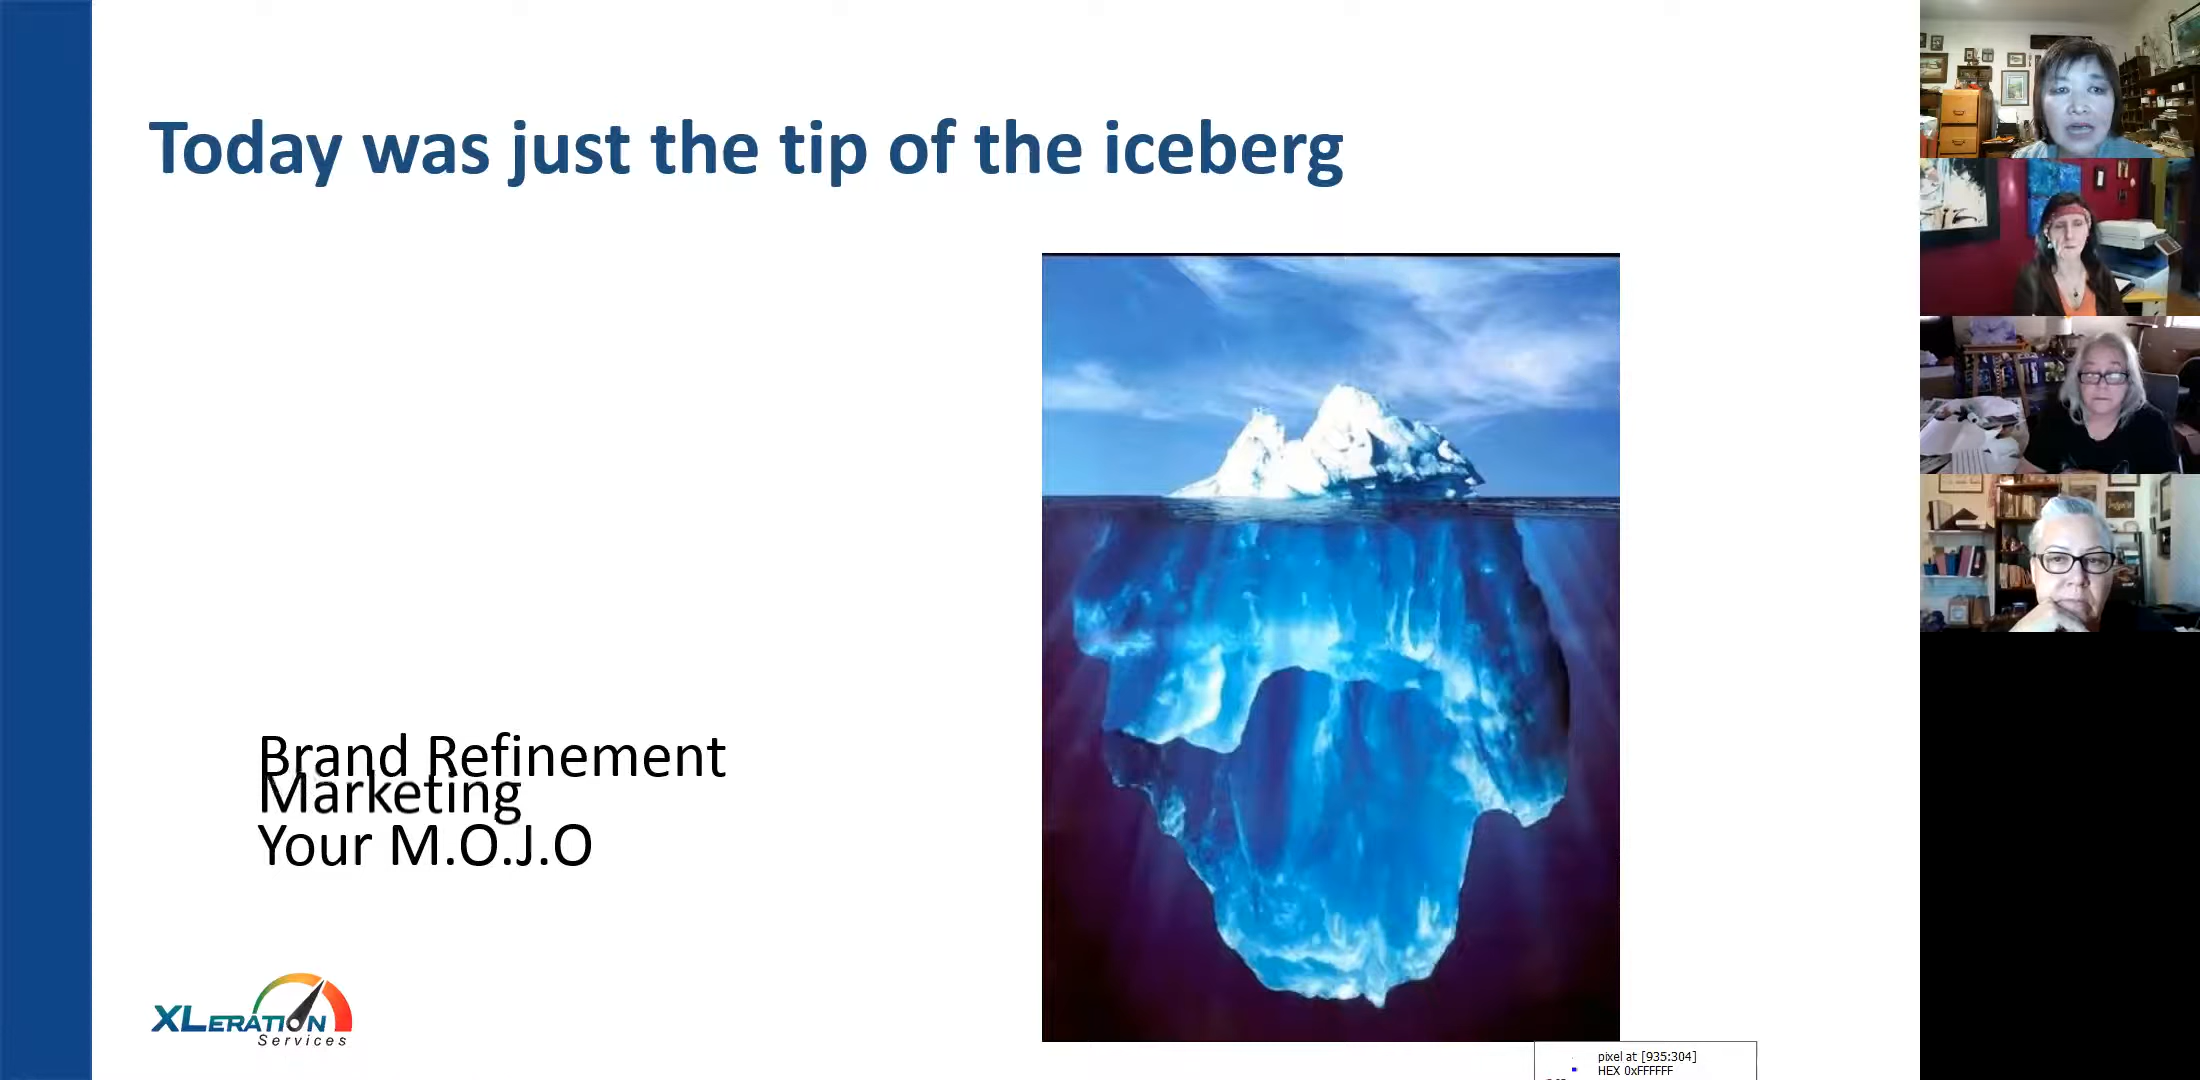 Today was just the tip of the iceberg
Brand Refinement
Marketing
Your M.O.J.O
XLERATION
Services
pixel at [935:304]
HEX 0xFFFFFF